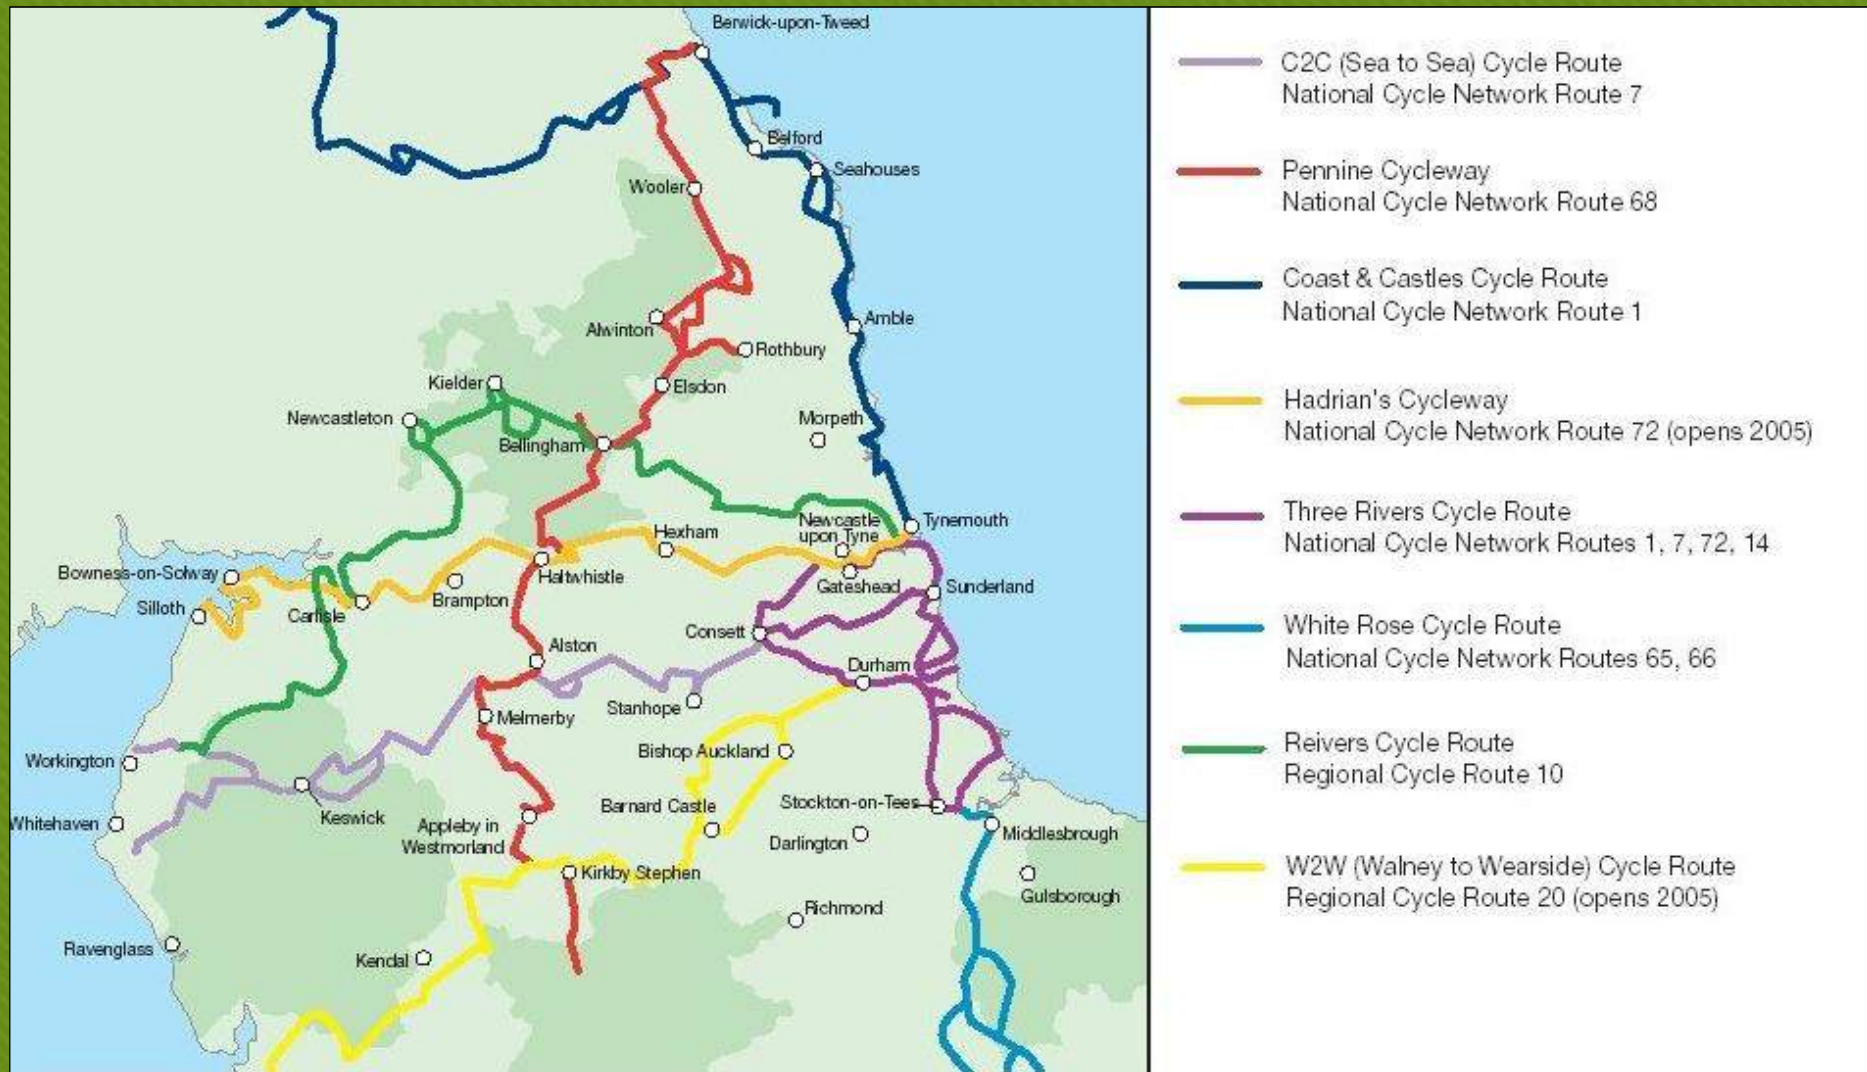 Berwick-upon-Tweed
Belford
Seahouses
Wooler
Amble
Alwinton
Rothbury
Kielder
Elsdon
Newcastleton
Morpeth
Bellingham
Tynemouth
Newcastle
upon Tyne
Hexham
Bowness-on-Solway
Haltwhistle
Gateshead
Sunderland
Silloth
Brampton
Carlisle
Consett
Alston
Durham
Stanhope
Melmerby
Bishop Auckland
Workington
Barnard Castle
Stockton-on-Tees
Keswick
Whitehaven
Appleby in
Westmorland
Darlington
Middlesbrough
Kirkby Stephen
Gulsborough
Richmond
Ravenglass
Kendal
C2C (Sea to Sea) Cycle Route
National Cycle Network Route 7
Pennine Cycleway
National Cycle Network Route 68
Coast & Castles Cycle Route
National Cycle Network Route 1
Hadrian's Cycleway
National Cycle Network Route 72 (opens 2005)
Three Rivers Cycle Route
National Cycle Network Routes 1, 7, 72, 14
White Rose Cycle Route
National Cycle Network Routes 65, 66
Reivers Cycle Route
Regional Cycle Route 10
W2W (Walney to Wearside) Cycle Route
Regional Cycle Route 20 (opens 2005)